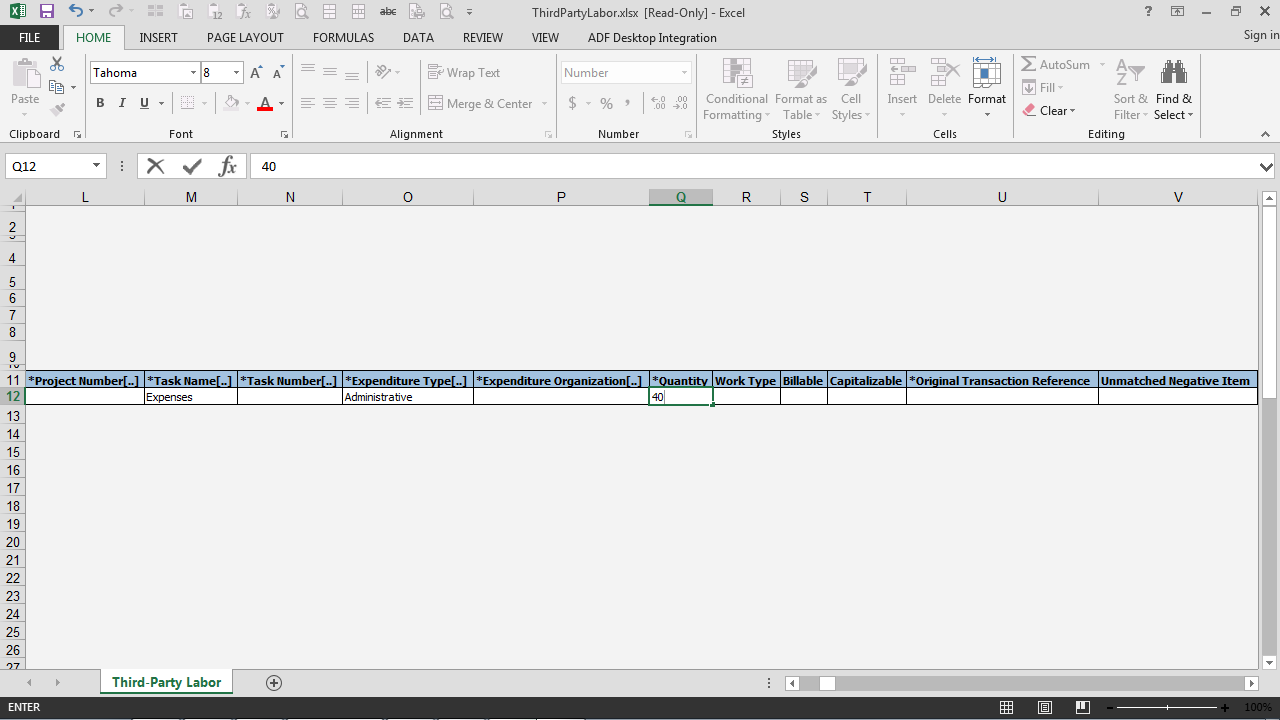 ThirdPartyLabor.xlsx [Read-Only] - Excel
FILE HOME INSERT PAGE LAYOUT FORMULAS DATA REVIEW VIEW ADF Desktop Integration Sign in
Paste
Clipboard
Tahoma 8
B I U A
Font
Wrap Text
Merge & Center
Alignment
Number
$ % ,
Number
Conditional Formatting
Format as Table
Cell Styles
Styles
Insert Delete Format
Cells
AutoSum
Fill
Clear
Sort & Filter
Find & Select
Editing
Q12 fx 40
L M N O P Q R S T U V
2
4
5
6
7
8
9
11 *Project Number[..] *Task Name[..] *Task Number[..] *Expenditure Type[..] *Expenditure Organization[..] *Quantity Work Type Billable Capitalizable *Original Transaction Reference Unmatched Negative Item
12 Expenses Administrative 40
13
14
15
16
17
18
19
20
21
22
23
24
25
26
27
Third-Party Labor
ENTER 100%